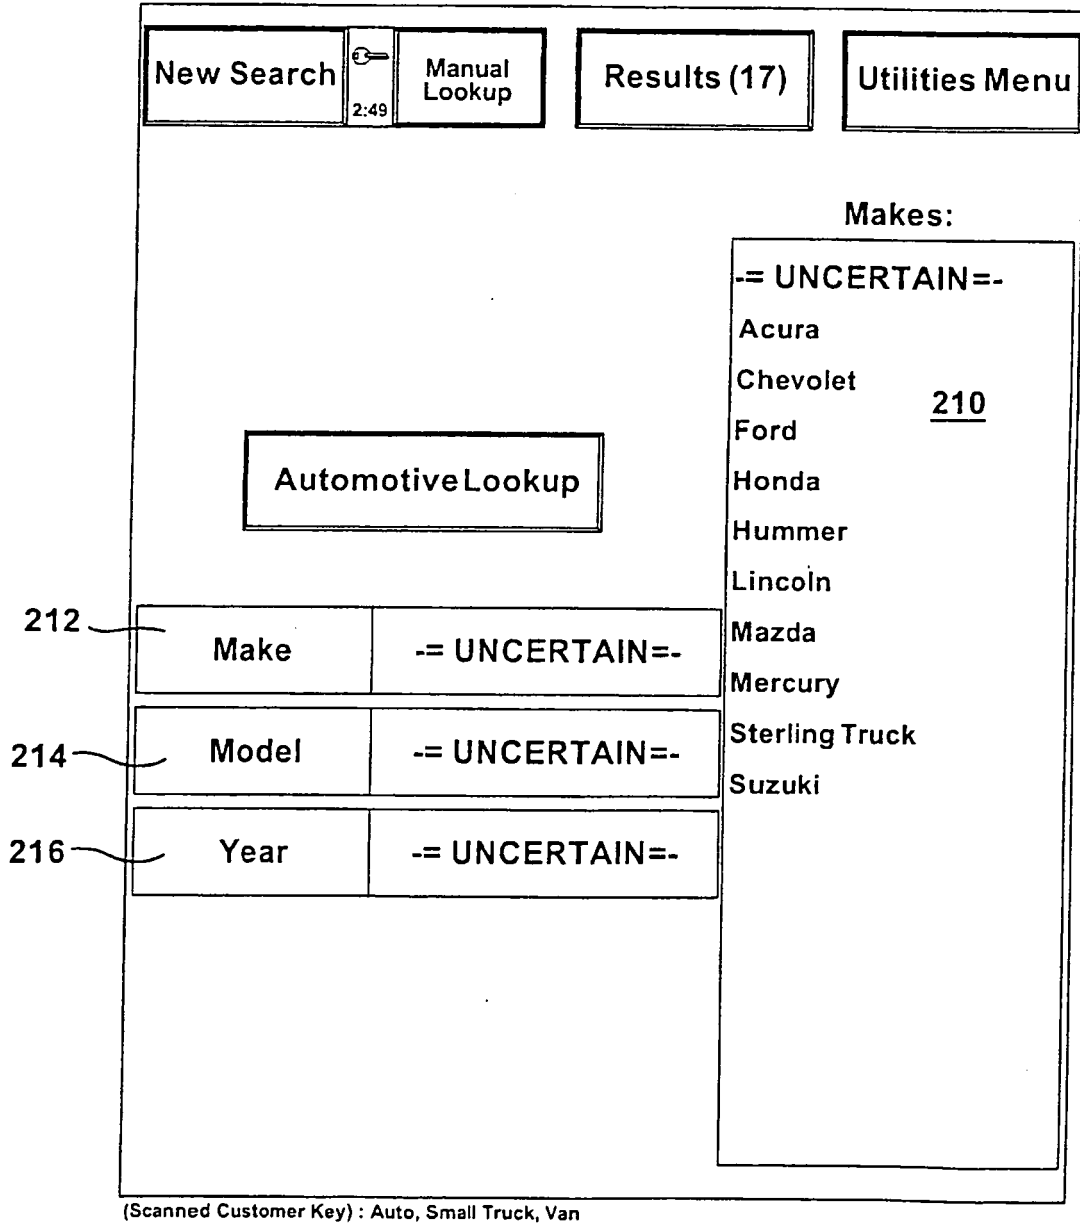 New Search
2:49
Manual
Lookup
Results (17)
Utilities Menu
Makes:
-= UNCERTAIN=-
Acura
Chevolet
210
Ford
Honda
Hummer
Lincoln
Mazda
Mercury
Sterling Truck
Suzuki
Automotive Lookup
212
Make
-= UNCERTAIN=-
214
Model
-= UNCERTAIN=-
216
Year
-= UNCERTAIN=-
(Scanned Customer Key) : Auto, Small Truck, Van